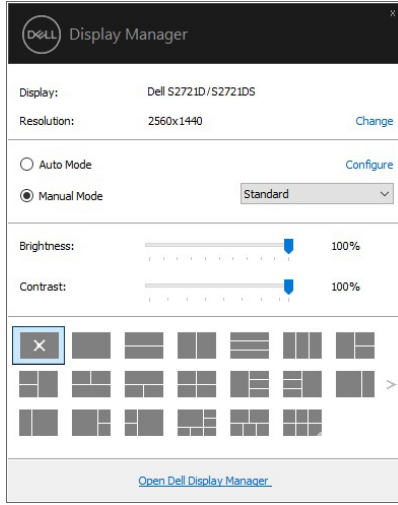 x
DELL Display Manager
Display: Dell S2721D/S2721DS
Resolution: 2560x1440 Change
Auto Mode Configure
Manual Mode Standard
Brightness: 100%
Contrast: 100%
Open Dell Display Manager